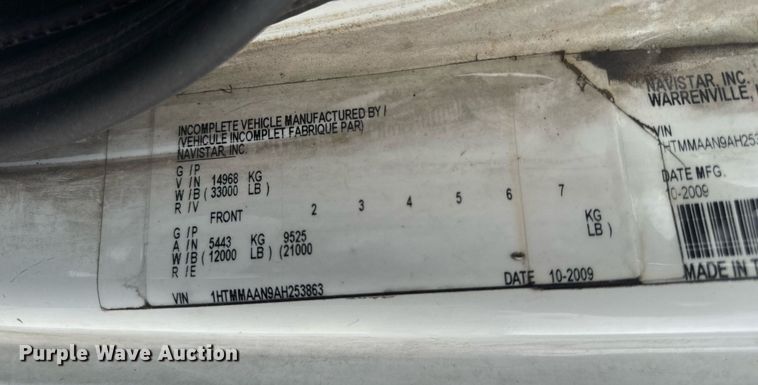 INCOMPLETE VEHICLE MANUFACTURED BY /
(VEHICULE INCOMPLET FABRIQUE PAR)
NAVISTAR, INC.
G / P
V / N 14968 KG
W / B ( 33000 LB )
R / V
FRONT 2 3 4 5 6 7
G / P KG
A / N 5443 KG 9525 LB )
W / B ( 12000 LB ) (21000
R / E DATE 10-2009
VIN 1HTMMAAN9AH253863
NAVISTAR, INC.
WARRENVILLE,
VIN
1HTMMAAN9AH253
DATE MFG.
10-2009
MADE IN
Purple Wave Auction